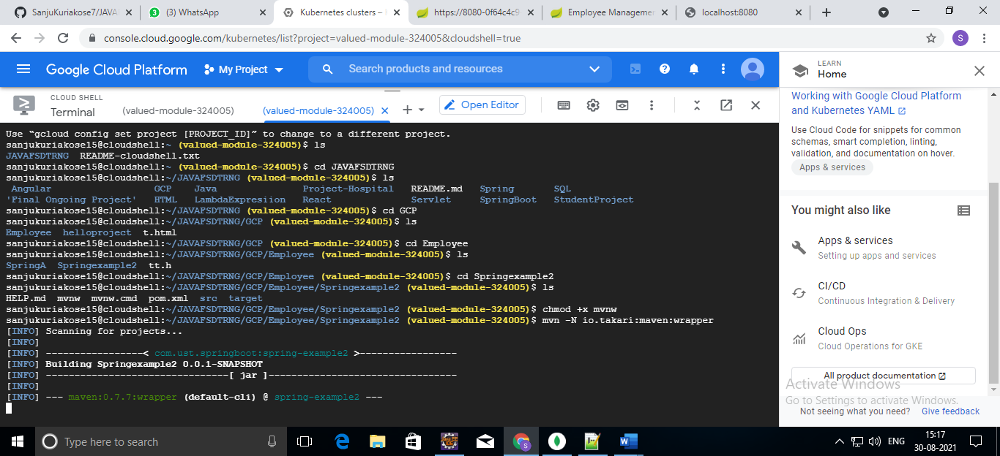 SanjuKuriakose7/JAVA
(3) WhatsApp
Kubernetes clusters –
https://8080-0f64c4c9
Employee Managemen
localhost:8080
console.cloud.google.com/kubernetes/list?project=valued-module-324005&cloudshell=true
S
Google Cloud Platform
My Project
Search products and resources
LEARN
Home
CLOUD SHELL
Terminal
(valued-module-324005)
(valued-module-324005)
Open Editor
Working with Google Cloud Platform
and Kubernetes YAML
Use Cloud Code for snippets for common
schemas, smart completion, linting,
validation, and documentation on hover.
Apps & services
You might also like
Apps & services
Setting up apps and services
CI/CD
Continuous Integration & Delivery
Cloud Ops
Cloud Operations for GKE
All product documentation
Activate Windows
Go to Settings to activate Windows.
Not seeing what you need? Give feedback
Use “gcloud config set project [PROJECT_ID]” to change to a different project.
sanjukuriakose15@cloudshell:~ (valued-module-324005)$ ls
JAVAFSDTRNG README-cloudshell.txt
sanjukuriakose15@cloudshell:~ (valued-module-324005)$ cd JAVAFSDTRNG
sanjukuriakose15@cloudshell:~/JAVAFSDTRNG (valued-module-324005)$ ls
Angular GCP Java Project-Hospital README.md Spring SQL
'Final Ongoing Project' HTML LambdaExpresiion React Servlet SpringBoot StudentProject
sanjukuriakose15@cloudshell:~/JAVAFSDTRNG (valued-module-324005)$ cd GCP
sanjukuriakose15@cloudshell:~/JAVAFSDTRNG/GCP (valued-module-324005)$ ls
Employee helloproject t.html
sanjukuriakose15@cloudshell:~/JAVAFSDTRNG/GCP (valued-module-324005)$ cd Employee
sanjukuriakose15@cloudshell:~/JAVAFSDTRNG/GCP/Employee (valued-module-324005)$ ls
SpringA Springexample2 tt.h
sanjukuriakose15@cloudshell:~/JAVAFSDTRNG/GCP/Employee (valued-module-324005)$ cd Springexample2
sanjukuriakose15@cloudshell:~/JAVAFSDTRNG/GCP/Employee/Springexample2 (valued-module-324005)$ ls
HELP.md mvnw mvnw.cmd pom.xml src target
sanjukuriakose15@cloudshell:~/JAVAFSDTRNG/GCP/Employee/Springexample2 (valued-module-324005)$ chmod +x mvnw
sanjukuriakose15@cloudshell:~/JAVAFSDTRNG/GCP/Employee/Springexample2 (valued-module-324005)$ mvn -N io.takari:maven:wrapper
[INFO] Scanning for projects...
[INFO]
[INFO] -----------------< com.ust.springboot:spring-example2 >-----------------
[INFO] Building Springexample2 0.0.1-SNAPSHOT
[INFO] --------------------------------[ jar ]---------------------------------
[INFO]
[INFO] --- maven:0.7.7:wrapper (default-cli) @ spring-example2 ---
Type here to search
ENG
15:17
30-08-2021